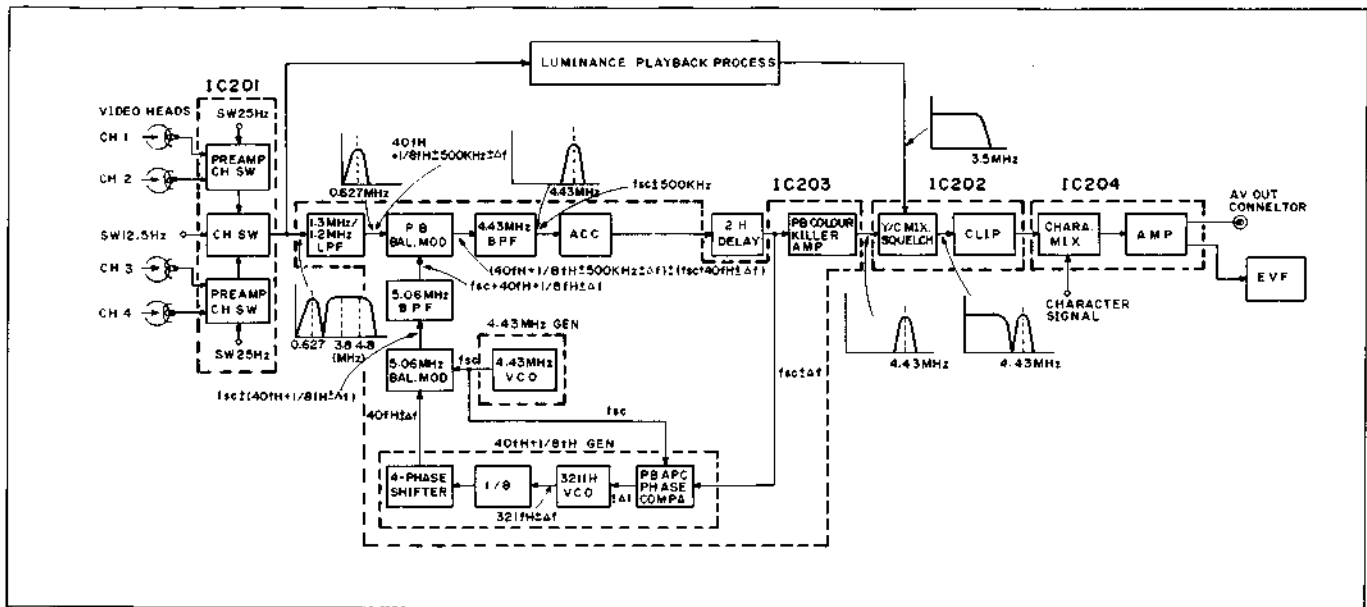 LUMINANCE PLAYBACK PROCESS
IC201
VIDEO HEADS
SW25Hz
CH 1
PREAMP
CH SW
CH 2
SW12.5Hz
CH SW
CH 3
PREAMP
CH SW
CH 4
SW25Hz
0.627MHz
40fH
+1/8fH±500KHz±Δf
4.43MHz
fsc±500KHz
3.5MHz
1.3MHz/
1.2MHz
LPF
P B
BAL. MOD
4.43MHz
BPF
ACC
2 H
DELAY
IC203
PB COLOUR
KILLER
AMP
IC202
Y/C MIX.
SQUELCH
CLIP
IC204
CHARA.
MIX
AMP
AV OUT
CONNELTOR
EVF
CHARACTER
SIGNAL
(40fH+1/8fH±500KHz±Δf)±(fsc+40fH±Δf)
fsc+40fH+1/8fH±Δf
0.627 3.8 4.8
(MHz)
5.06MHz
BPF
4.43MHz GEN
5.06MHz
BAL. MOD
fsc
4.43MHz
VCO
4.43MHz
4.43MHz
fsc±(40fH+1/8fH±Δf)
40fH±Δf
fsc
fsc±Δf
40fH+1/8fH GEN
4-PHASE
SHIFTER
1/8
321fH
VCO
PB APC
PHASE
COMPA
±Δf
321fH±Δf